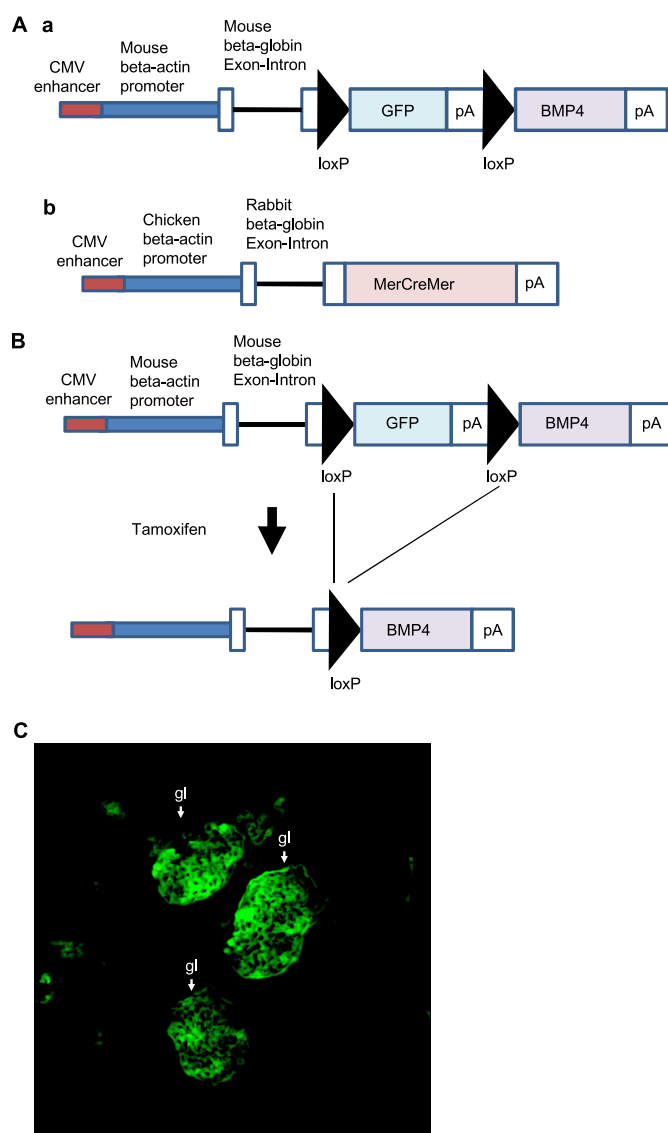 A
a
CMV
enhancer
Mouse
beta-actin
promoter
Mouse
beta-globin
Exon-Intron
GFP
pA
BMP4
pA
loxP
loxP
b
CMV
enhancer
Chicken
beta-actin
promoter
Rabbit
beta-globin
Exon-Intron
MerCreMer
pA
B
CMV
enhancer
Mouse
beta-actin
promoter
Mouse
beta-globin
Exon-Intron
GFP
pA
BMP4
pA
loxP
loxP
Tamoxifen
BMP4
pA
loxP
C
gl
gl
gl